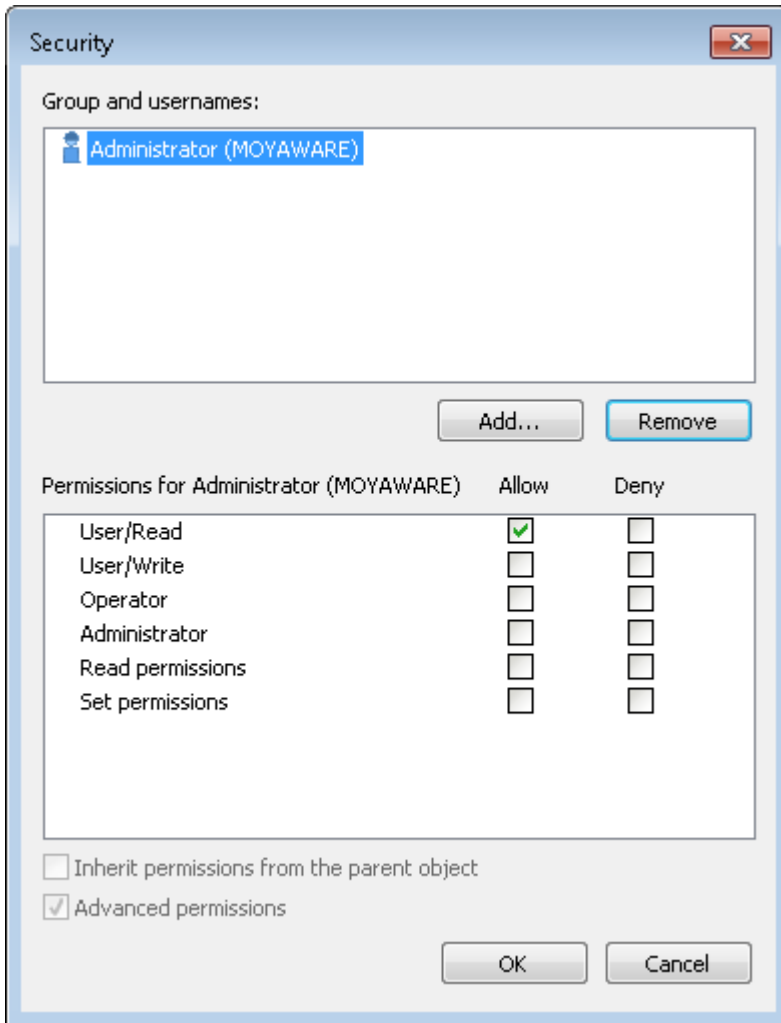 Security
Group and usernames:
Administrator (MOYAWARE)
Add... Remove
Permissions for Administrator (MOYAWARE) Allow Deny
User/Read
User/Write
Operator
Administrator
Read permissions
Set permissions
Inherit permissions from the parent object
Advanced permissions
OK Cancel